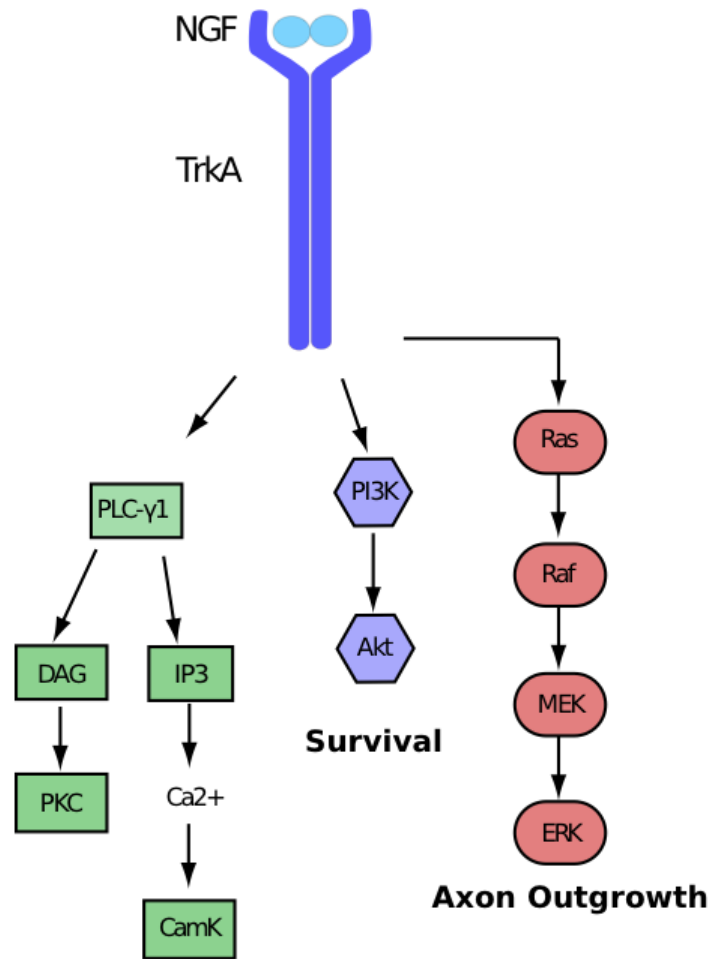 NGF
TrkA
Ras
PI3K
PLC-γ1
Raf
Akt
DAG
IP3
MEK
Survival
Ca2+
PKC
ERK
Axon Outgrowth
CamK